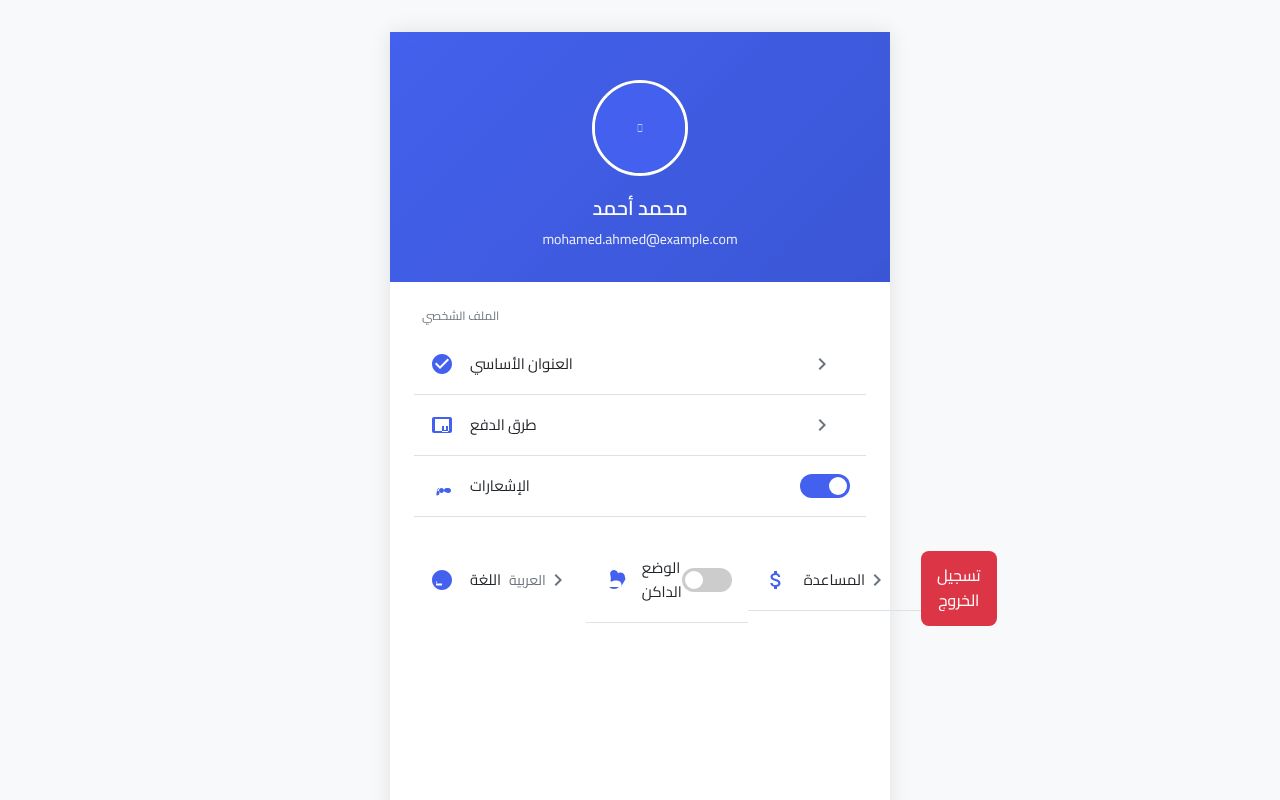 محمد أحمد
mohamed.ahmed@example.com
الملف الشخصي
العنوان الأساسي
طرق الدفع
الإشعارات
اللغة
العربية
الوضع
الداكن
المساعدة
تسجيل
الخروج